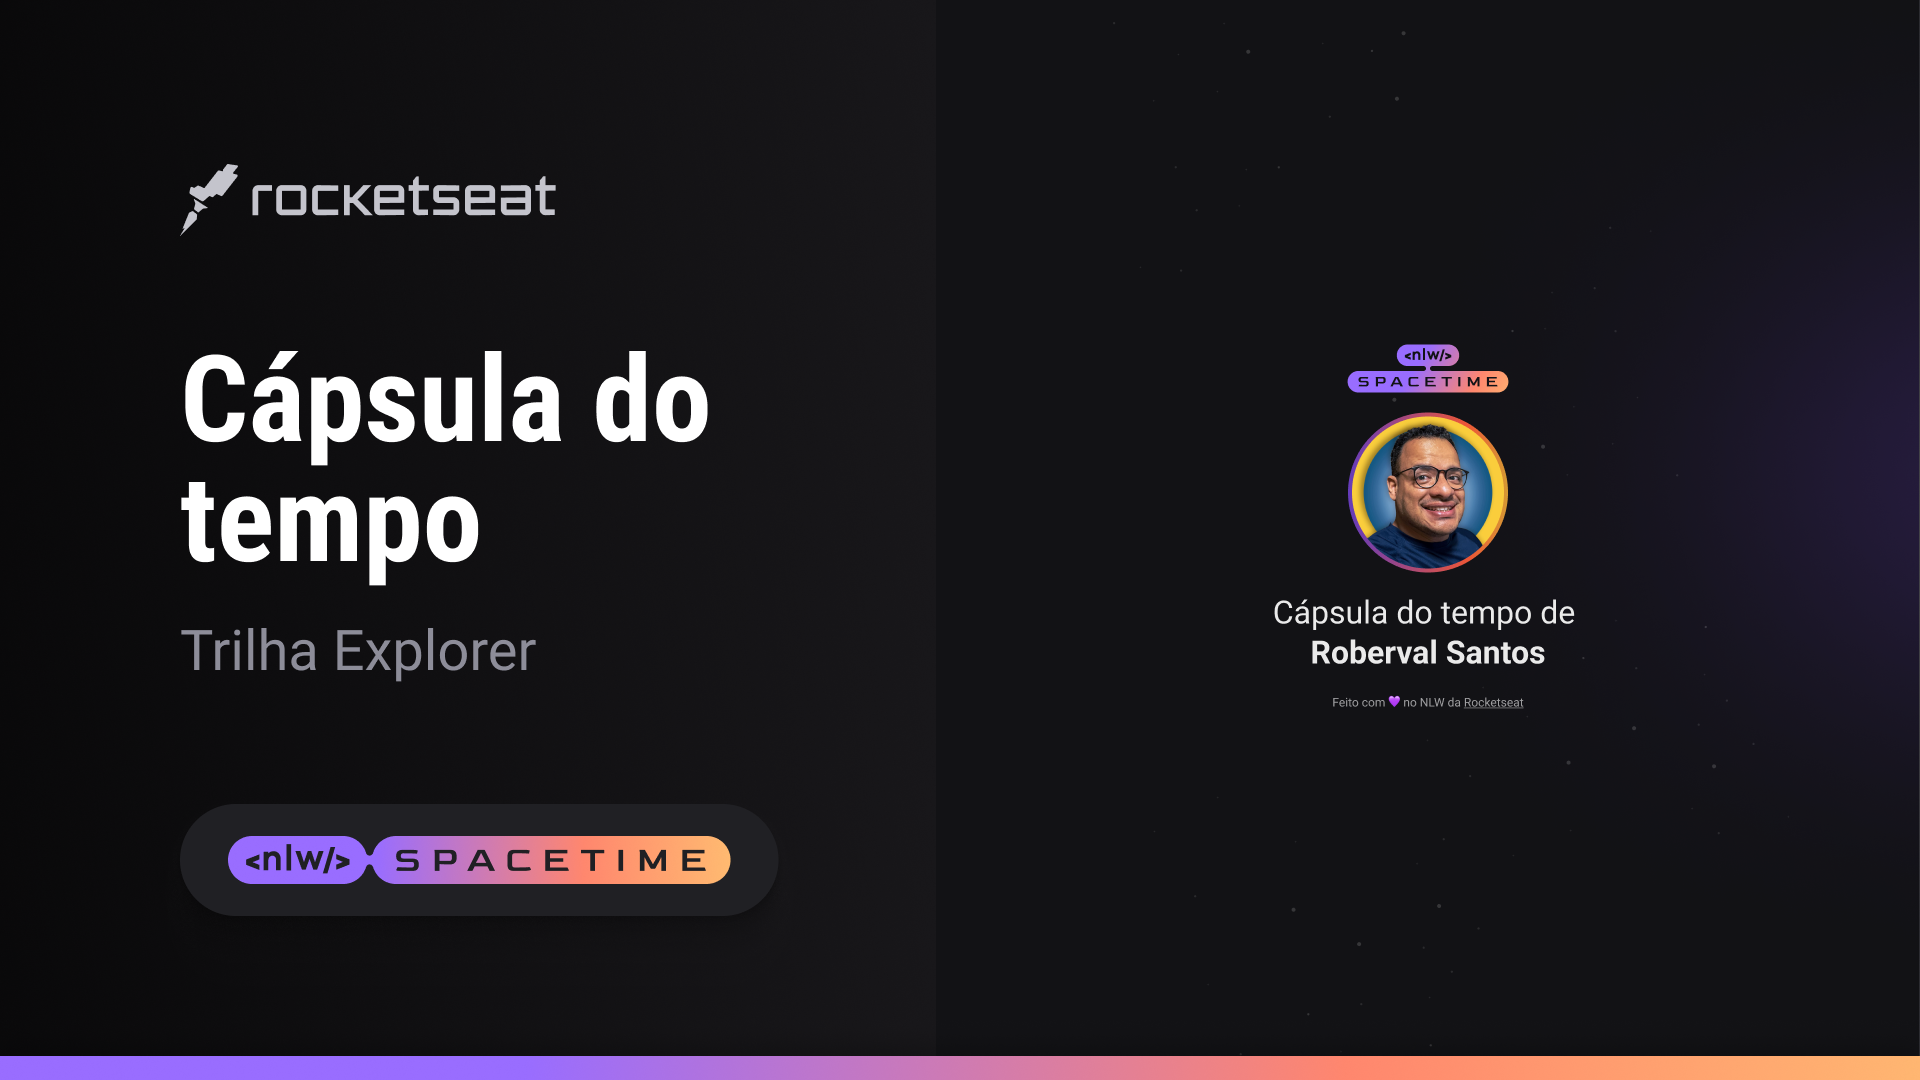 rocketseat
Cápsula do
tempo
Trilha Explorer
<nlw/> SPACETIME
<nlw/>
SPACETIME
Cápsula do tempo de
Roberval Santos
Feito com 💜 no NLW da Rocketseat